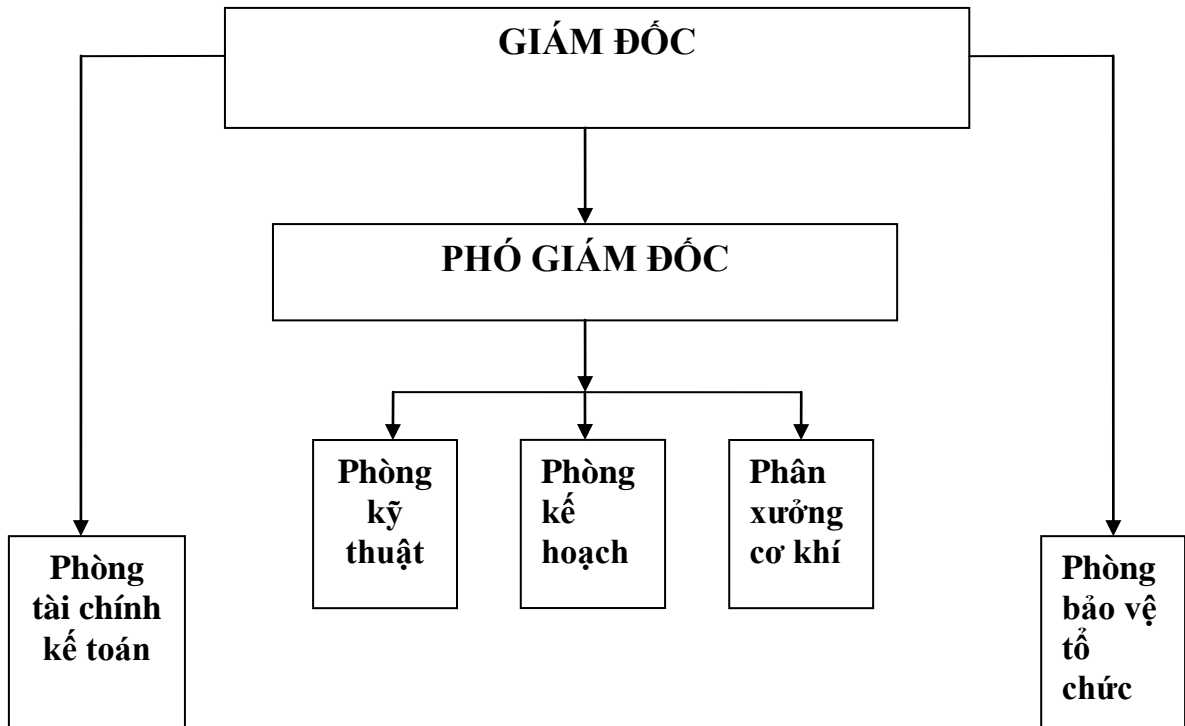 GIÁM ĐỐC
PHÓ GIÁM ĐỐC
Phòng
kỹ
thuật
Phòng
kế
hoạch
Phân
xưởng
cơ khí
Phòng
tài chính
kế toán
Phòng
bảo vệ
tổ
chức